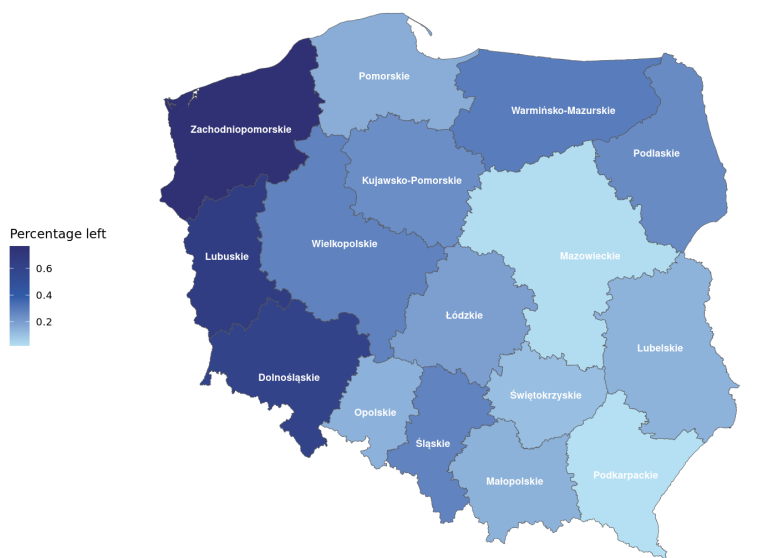 Pomorskie
Warmińsko-Mazurskie
Zachodniopomorskie
Podlaskie
Kujawsko-Pomorskie
Percentage left
Wielkopolskie
Lubuskie
Mazowieckie
0.6
0.4
0.2
Łódzkie
Lubelskie
Dolnośląskie
Świętokrzyskie
Opolskie
Śląskie
Małopolskie
Podkarpackie